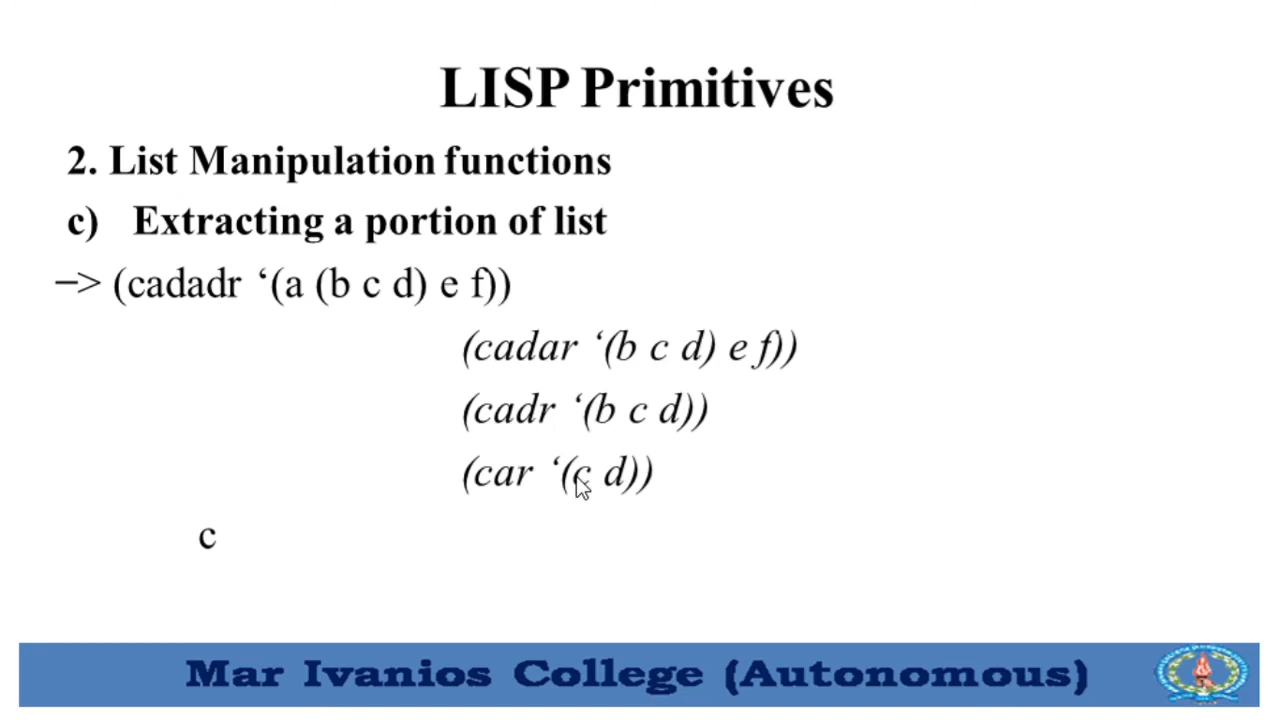 LISP Primitives
2. List Manipulation functions
c) Extracting a portion of list
−> (cadadr ‘(a (b c d) e f))
(cadar ‘(b c d) e f))
(cadr ‘(b c d))
(car ‘(c d))
c
Mar Ivanios College (Autonomous)